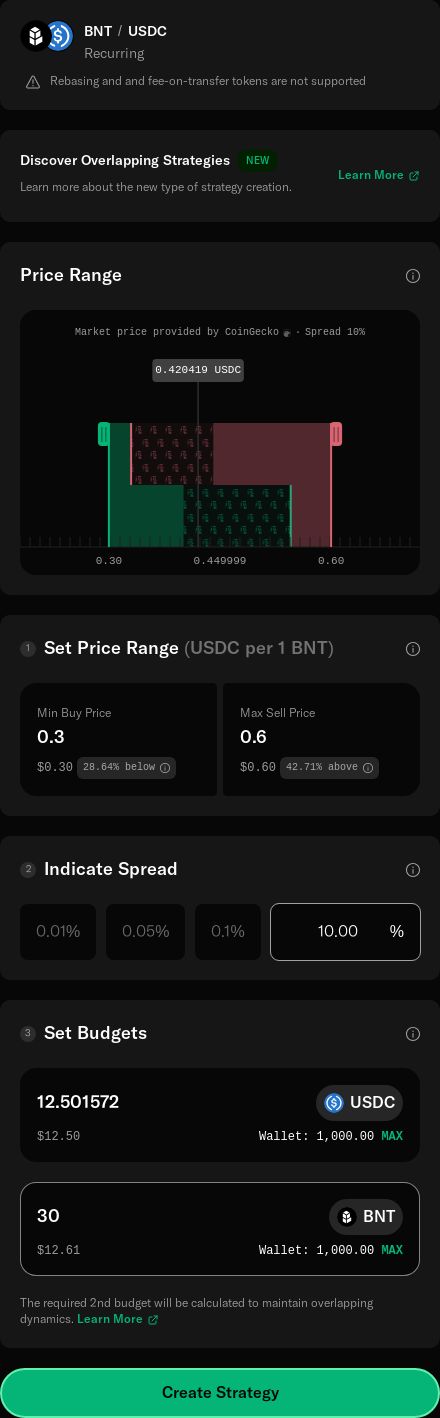 BNT / USDC
Recurring
Rebasing and and fee-on-transfer tokens are not supported
Discover Overlapping Strategies NEW
Learn more about the new type of strategy creation.
Learn More
Price Range
Market price provided by CoinGecko · Spread 10%
0.420419 USDC
0.30 0.449999 0.60
1 Set Price Range (USDC per 1 BNT)
Min Buy Price
0.3
$0.30 28.64% below
Max Sell Price
0.6
$0.60 42.71% above
2 Indicate Spread
0.01% 0.05% 0.1% 10.00 %
3 Set Budgets
12.501572 USDC
$12.50 Wallet: 1,000.00 MAX
30 BNT
$12.61 Wallet: 1,000.00 MAX
The required 2nd budget will be calculated to maintain overlapping
dynamics. Learn More
Create Strategy